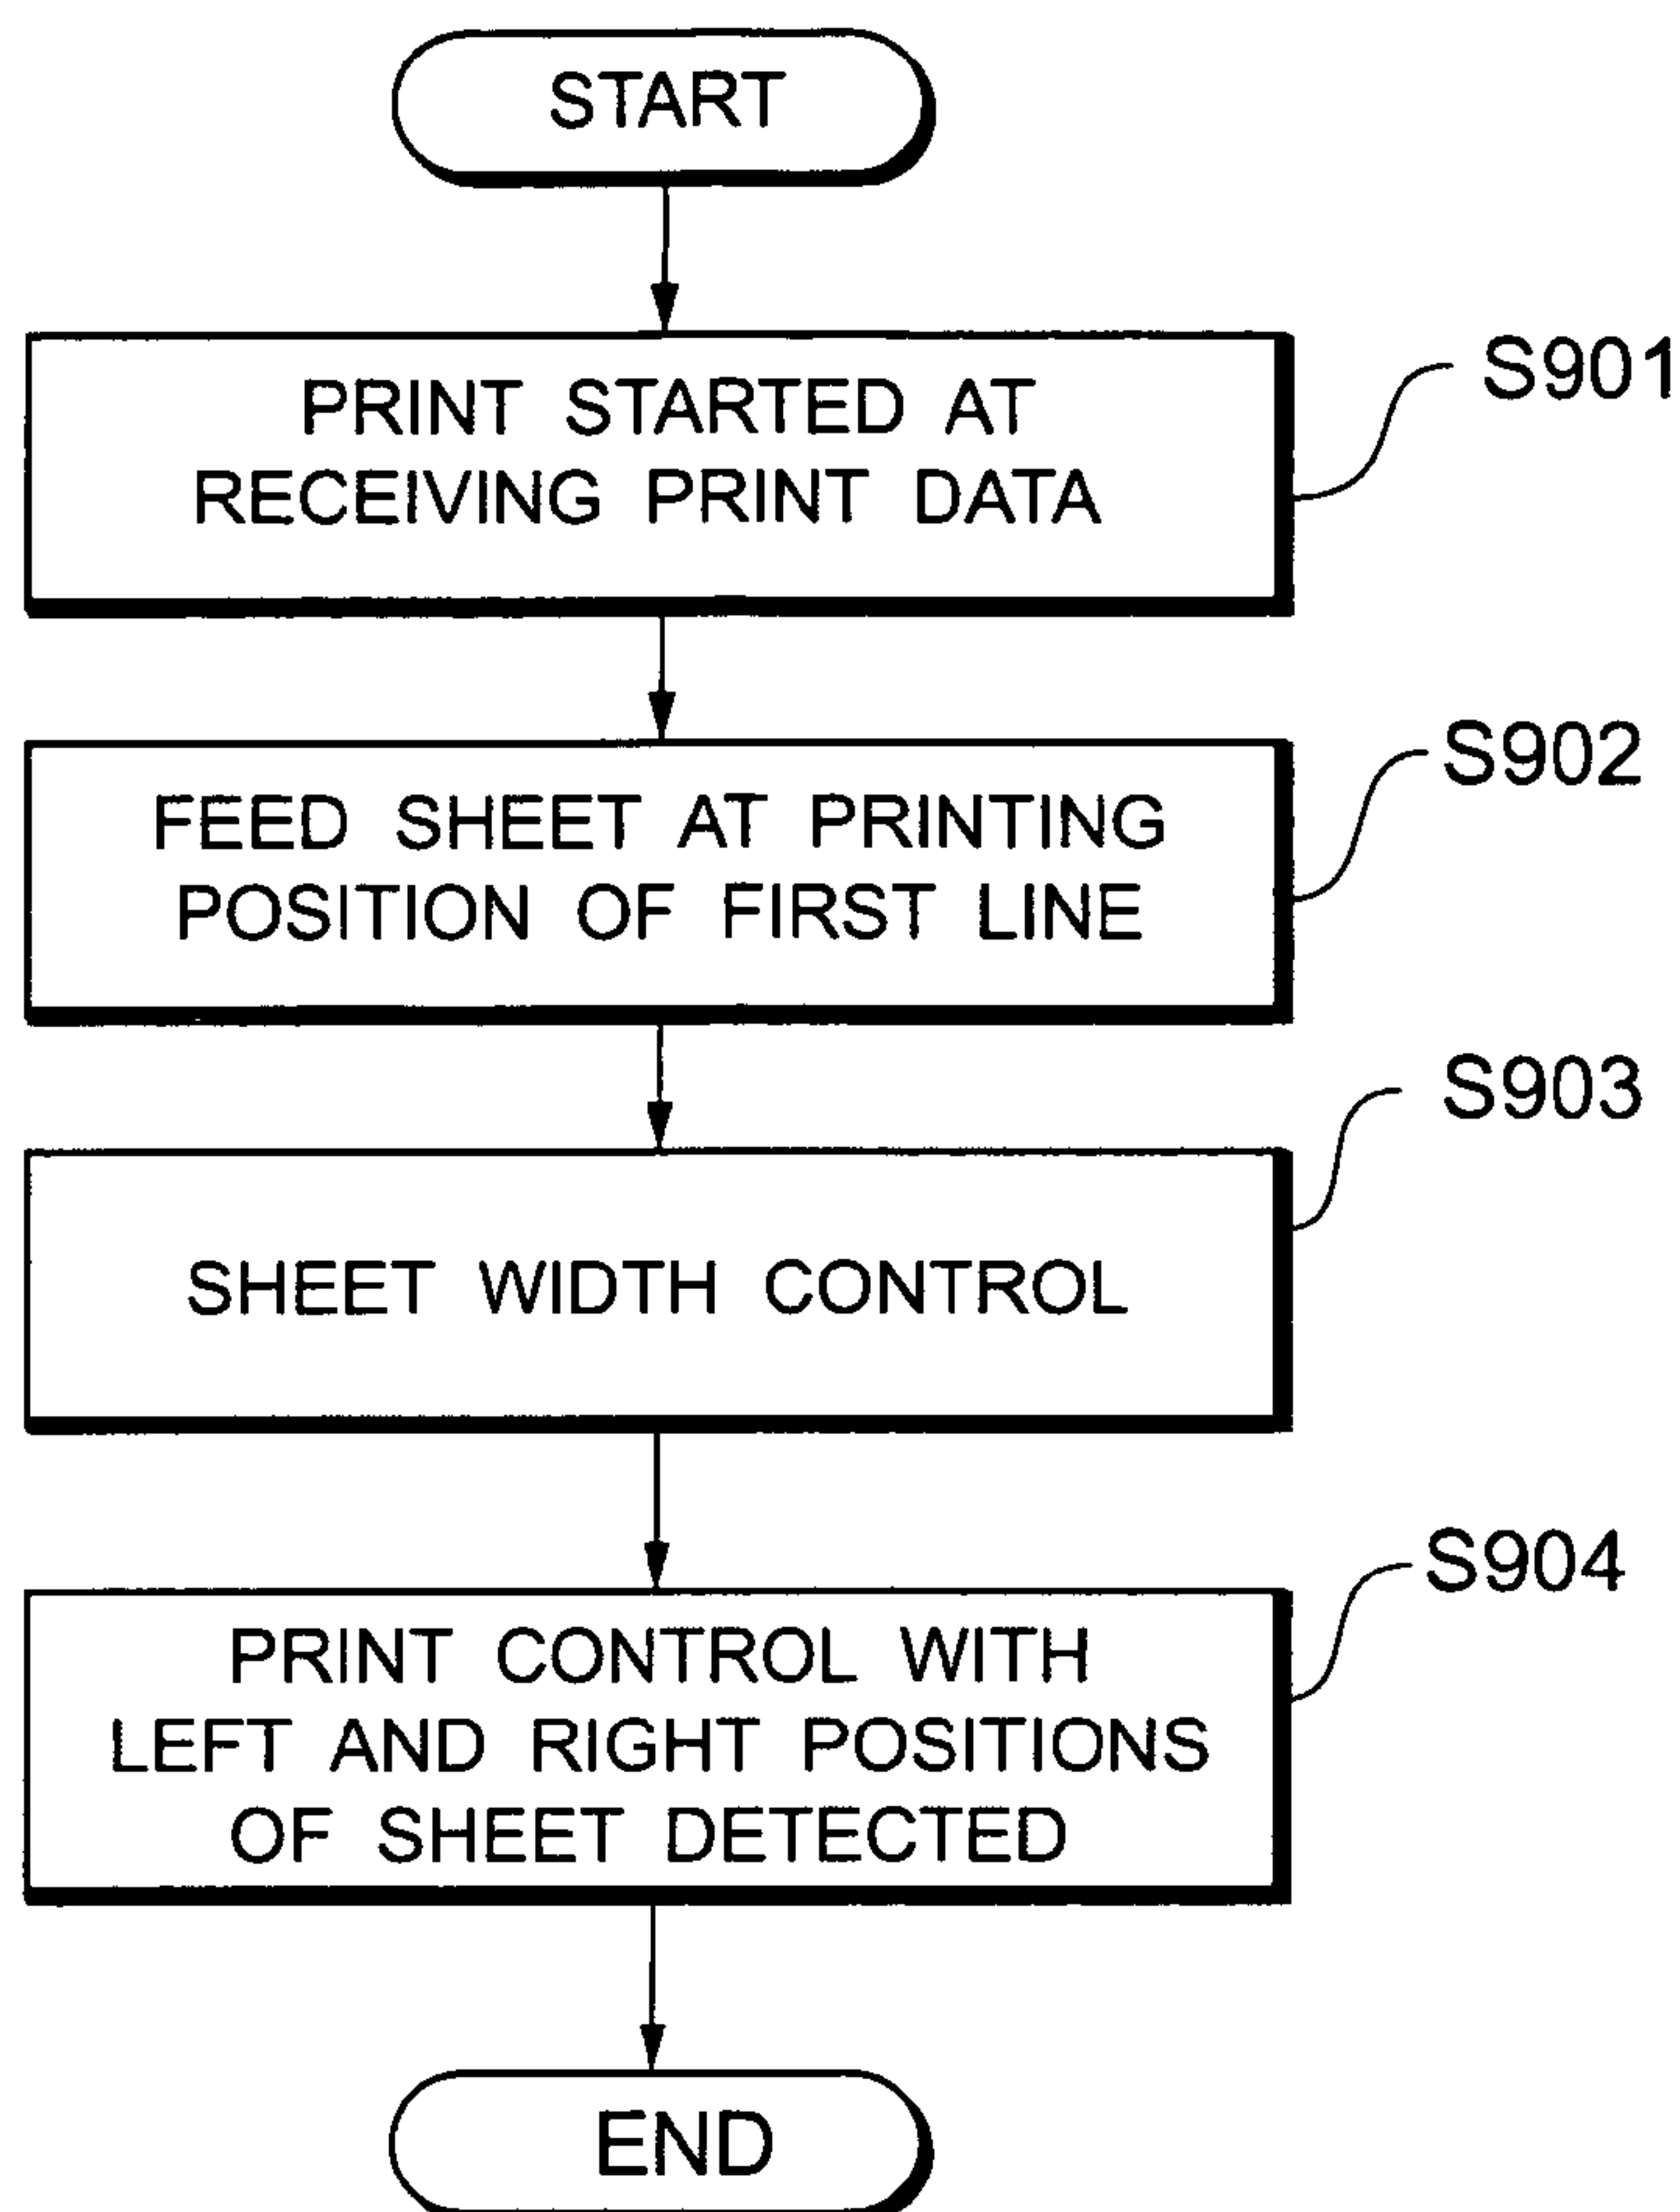 START
PRINT STARTED AT
RECEIVING PRINT DATA
S901
FEED SHEET AT PRINTING
POSITION OF FIRST LINE
S902
SHEET WIDTH CONTROL
S903
PRINT CONTROL WITH
LEFT AND RIGHT POSITIONS
OF SHEET DETECTED
S904
END